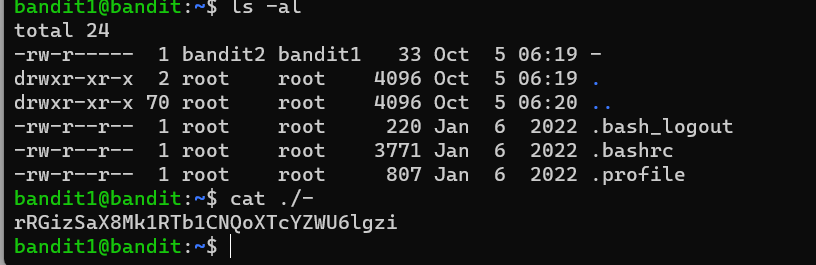 bandit1@bandit:~$ ls -al
total 24
-rw-r-----  1 bandit2 bandit1   33 Oct  5 06:19 -
drwxr-xr-x  2 root    root    4096 Oct  5 06:19 .
drwxr-xr-x 70 root    root    4096 Oct  5 06:20 ..
-rw-r--r--  1 root    root     220 Jan  6  2022 .bash_logout
-rw-r--r--  1 root    root    3771 Jan  6  2022 .bashrc
-rw-r--r--  1 root    root     807 Jan  6  2022 .profile
bandit1@bandit:~$ cat ./-
rRGizSaX8Mk1RTb1CNQoXTcYZWU6lgzi
bandit1@bandit:~$